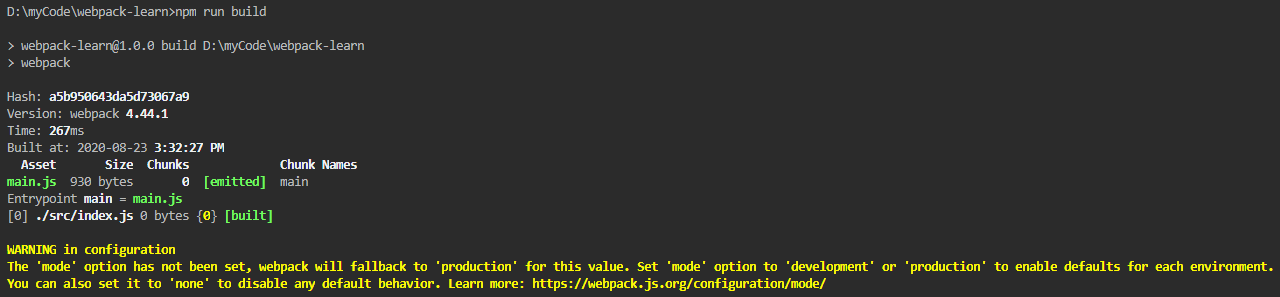 D:\myCode\webpack-learn>npm run build
> webpack-learn@1.0.0 build D:\myCode\webpack-learn
> webpack
Hash: a5b950643da5d73067a9
Version: webpack 4.44.1
Time: 267ms
Built at: 2020-08-23 3:32:27 PM
  Asset       Size  Chunks             Chunk Names
main.js  930 bytes       0  [emitted]  main
Entrypoint main = main.js
[0] ./src/index.js 0 bytes {0} [built]
WARNING in configuration
The 'mode' option has not been set, webpack will fallback to 'production' for this value. Set 'mode' option to 'development' or 'production' to enable defaults for each environment.
You can also set it to 'none' to disable any default behavior. Learn more: https://webpack.js.org/configuration/mode/